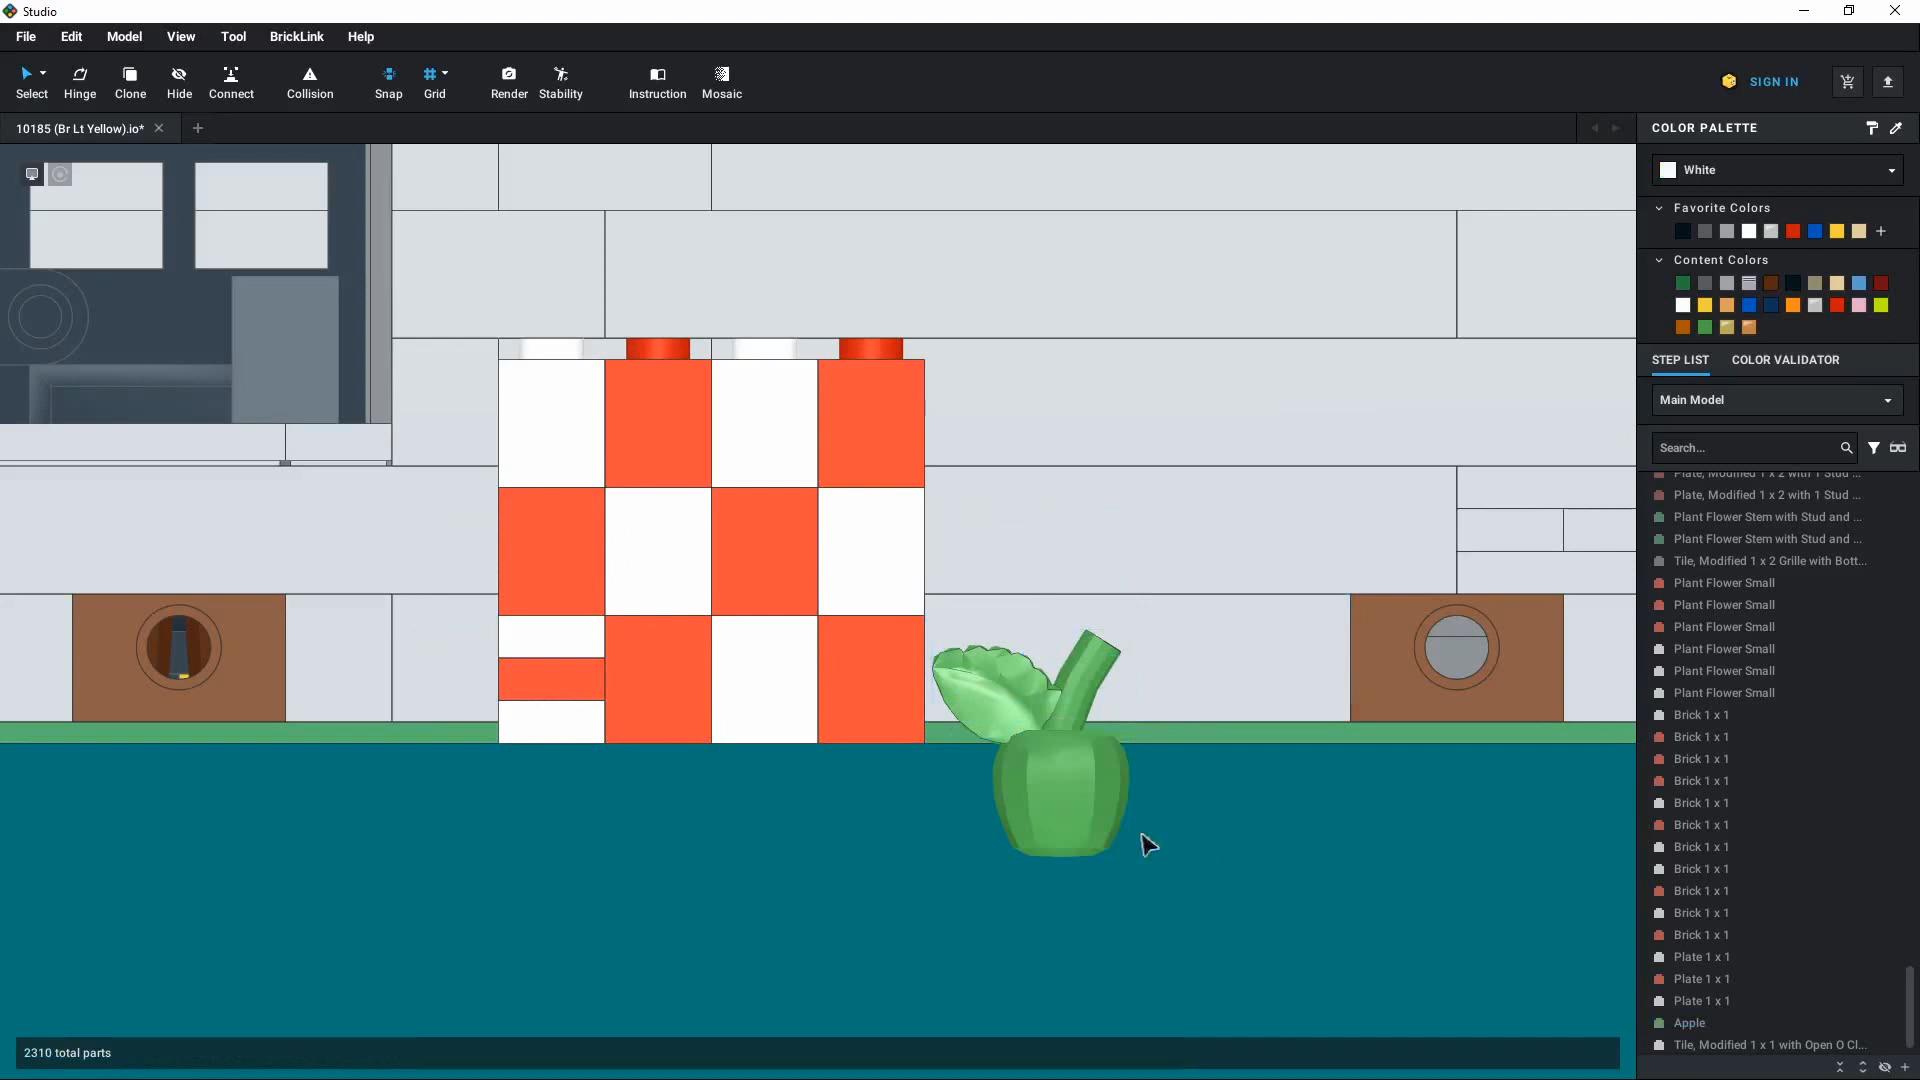 Studio
File Edit Model View Tool BrickLink Help
Select Hinge Clone Hide Connect Collision Snap Grid Render Stability Instruction Mosaic
SIGN IN
10185 (Br Lt Yellow).io*
COLOR PALETTE
White
Favorite Colors
Content Colors
STEP LIST COLOR VALIDATOR
Main Model
Search...
Plate, Modified 1 x 2 with 1 Stud ...
Plate, Modified 1 x 2 with 1 Stud ...
Plant Flower Stem with Stud and ...
Plant Flower Stem with Stud and ...
Tile, Modified 1 x 2 Grille with Bott...
Plant Flower Small
Plant Flower Small
Plant Flower Small
Plant Flower Small
Plant Flower Small
Plant Flower Small
Brick 1 x 1
Brick 1 x 1
Brick 1 x 1
Brick 1 x 1
Brick 1 x 1
Brick 1 x 1
Brick 1 x 1
Brick 1 x 1
Brick 1 x 1
Brick 1 x 1
Brick 1 x 1
Plate 1 x 1
Plate 1 x 1
Plate 1 x 1
Apple
Tile, Modified 1 x 1 with Open O Cl...
2310 total parts